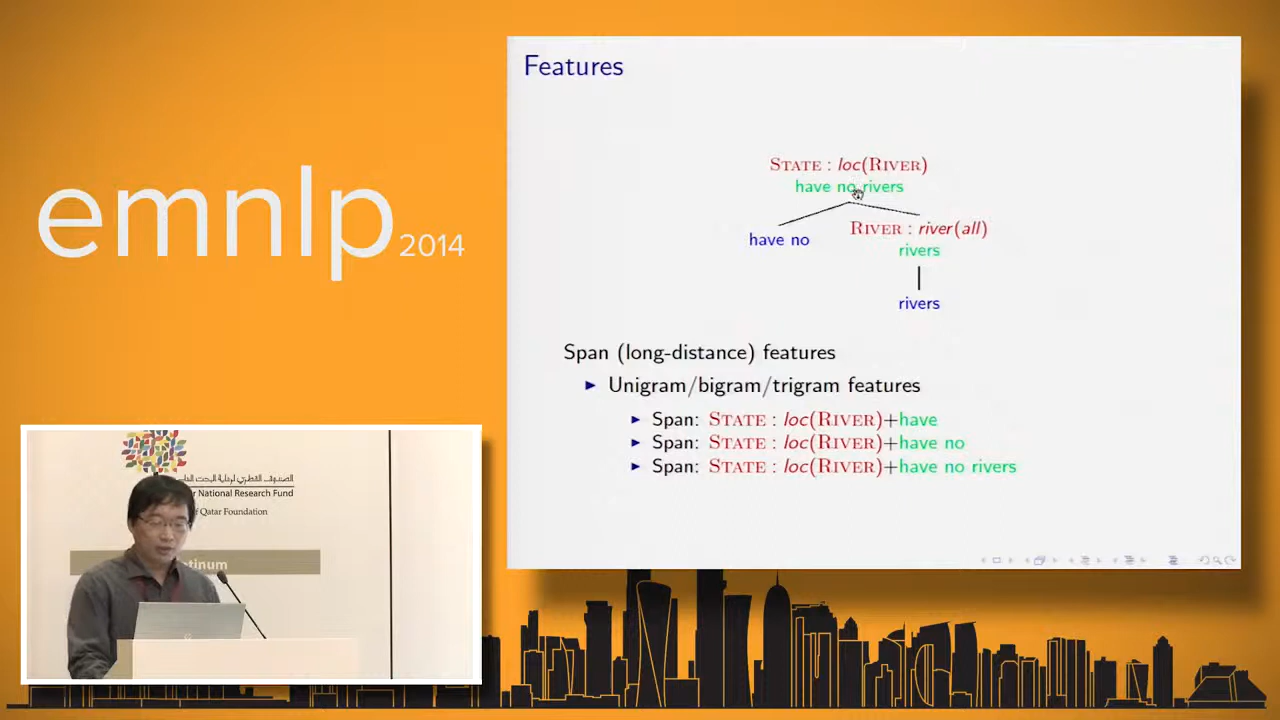 emnlp 2014
Features
STATE : loc(RIVER)
have no rivers
have no
RIVER : river(all)
rivers
rivers
Span (long-distance) features
Unigram/bigram/trigram features
Span: STATE : loc(RIVER)+have
Span: STATE : loc(RIVER)+have no
Span: STATE : loc(RIVER)+have no rivers
National Research Fund
Qatar Foundation